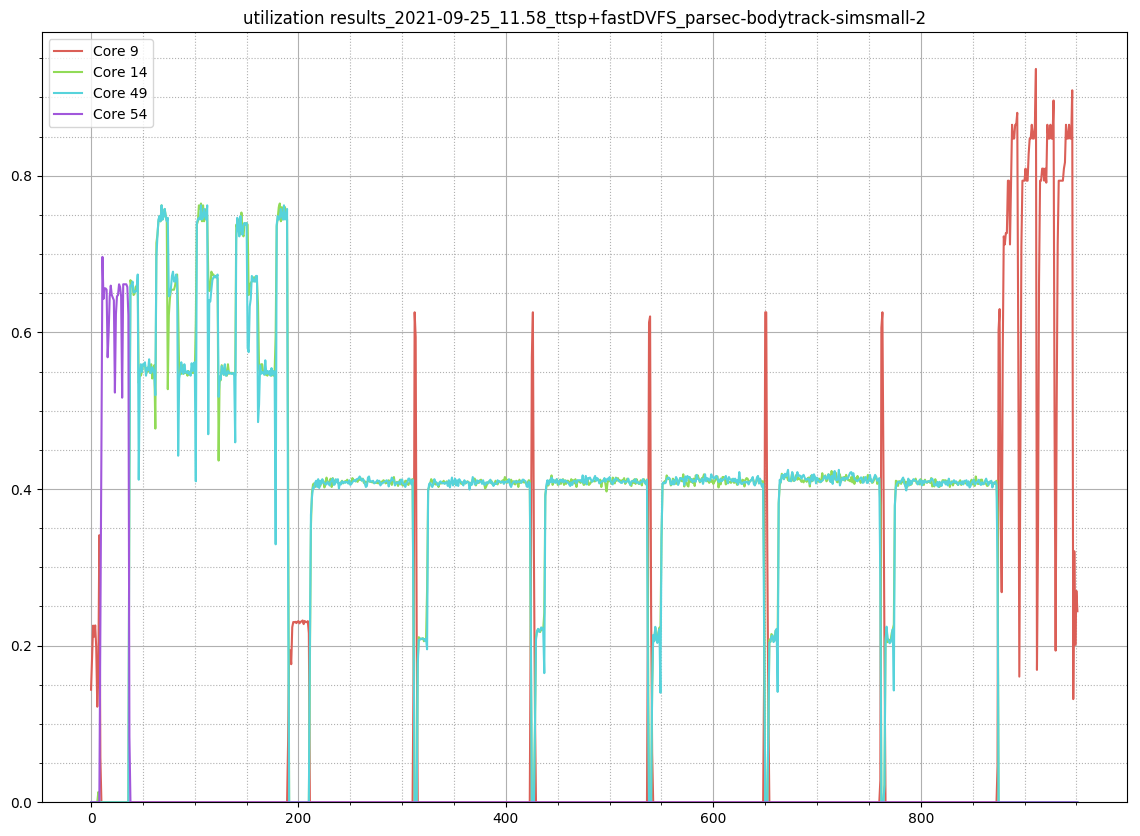 utilization results_2021-09-25_11.58_ttsp+fastDVFS_parsec-bodytrack-simsmall-2
Core 9
Core 14
Core 49
Core 54
0.8
0.6
0.4
0.2
0.0
0 200 400 600 800